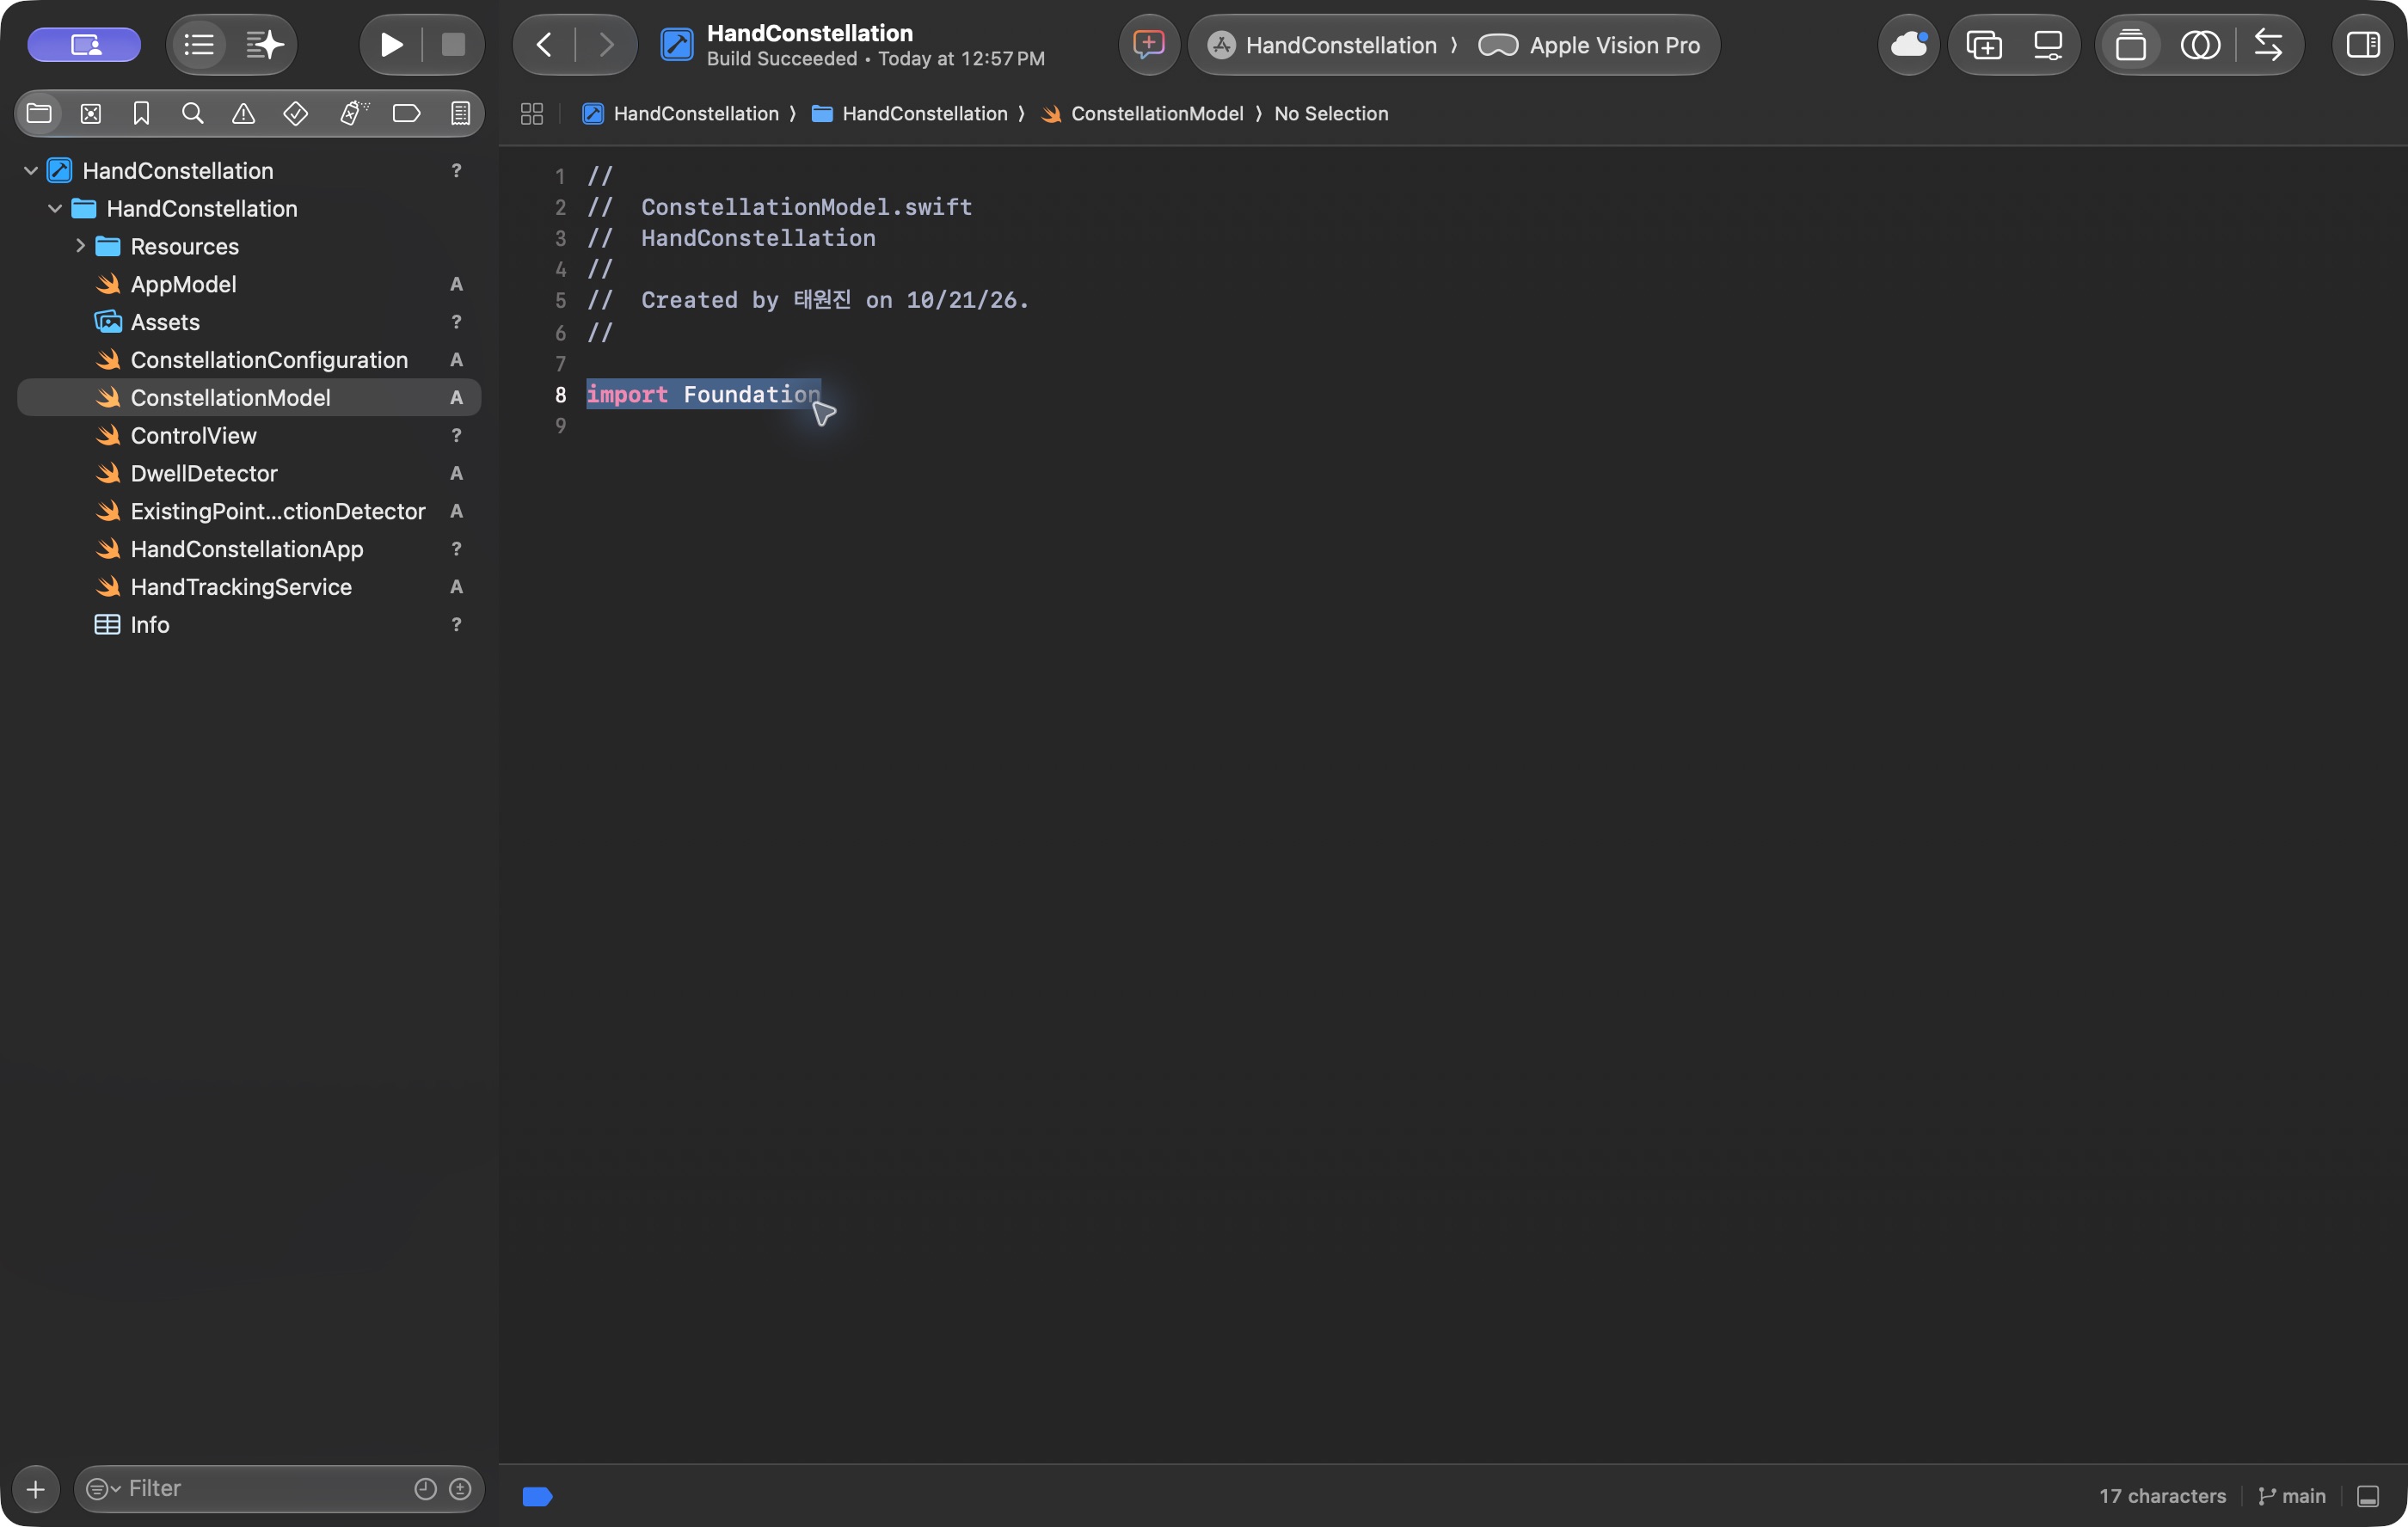 HandConstellation
Build Succeeded • Today at 12:57 PM
HandConstellation 〉 Apple Vision Pro
HandConstellation 〉 HandConstellation 〉 ConstellationModel 〉 No Selection
HandConstellation ?
HandConstellation
Resources
AppModel A
Assets ?
ConstellationConfiguration A
ConstellationModel A
ControlView ?
DwellDetector A
ExistingPoint...ctionDetector A
HandConstellationApp ?
HandTrackingService A
Info ?
1 //
2 //  ConstellationModel.swift
3 //  HandConstellation
4 //
5 //  Created by 태원진 on 10/21/26.
6 //
7
8 import Foundation
9
Filter
17 characters
main